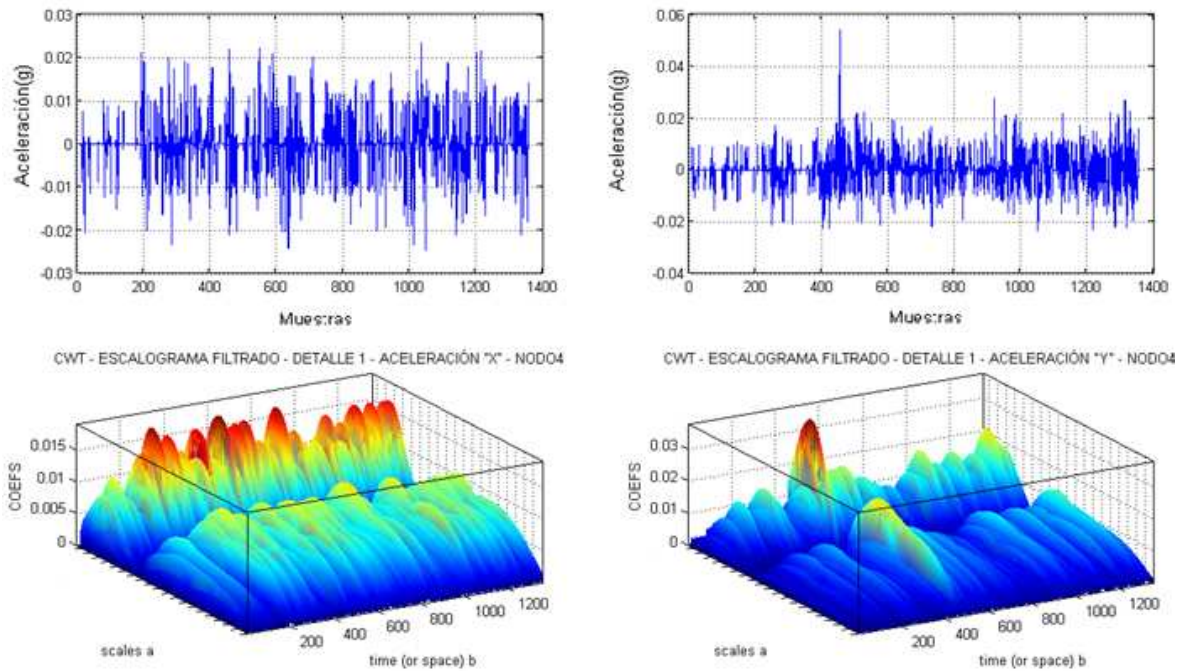 0.03
0.02
0.01
0
-0.01
-0.02
-0.03
Aceleración(g)
0 200 400 600 800 1000 1200 1400
Muestras
0.06
0.04
0.02
0
-0.02
-0.04
Aceleración(g)
0 200 400 600 800 1000 1200 1400
Muestras
CWT - ESCALOGRAMA FILTRADO - DETALLE 1 - ACELERACIÓN "X" - NODO4
0.015
0.01
0.005
0
COEFS
scales a
200 400 600 800 1000 1200
time (or space) b
CWT - ESCALOGRAMA FILTRADO - DETALLE 1 - ACELERACIÓN "Y" - NODO4
0.03
0.02
0.01
0
COEFS
scales a
200 400 600 800 1000 1200
time (or space) b